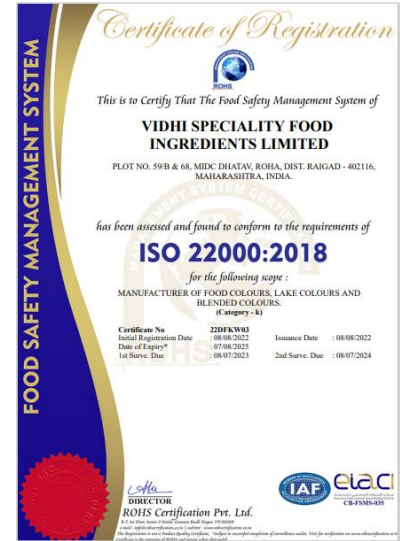 Certificate of Registration
ROHS
This is to Certify That The Food Safety Management System of
VIDHI SPECIALITY FOOD
INGREDIENTS LIMITED
PLOT NO. 59/B & 68, MIDC DHATAV, ROHA, DIST. RAIGAD - 402116,
MAHARASHTRA, INDIA.
has been assessed and found to conform to the requirements of
ISO 22000:2018
for the following scope :
MANUFACTURER OF FOOD COLOURS, LAKE COLOURS AND
BLENDED COLOURS.
(Category - k)
Certificate No 22DFKW03
Initial Registration Date : 08/08/2022 Issuance Date : 08/08/2022
Date of Expiry* : 07/08/2025
1st Surve. Due : 08/07/2023 2nd Surve. Due : 08/07/2024
FOOD SAFETY MANAGEMENT SYSTEM
DIRECTOR
ROHS Certification Pvt. Ltd.
IAF
eiaci
CB-FSMS-035